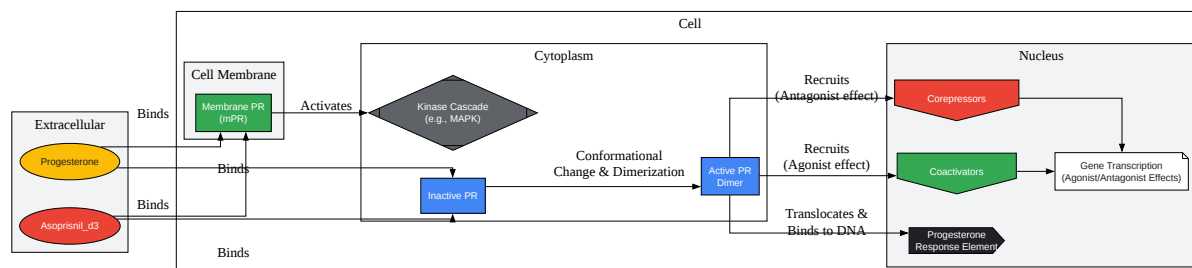 Cell
Cytoplasm
Nucleus
Cell Membrane
Extracellular
Membrane PR
(mPR)
Activates
Kinase Cascade
(e.g., MAPK)
Recruits
(Antagonist effect)
Corepressors
Binds
Progesterone
Binds
Conformational
Change & Dimerization
Recruits
(Agonist effect)
Coactivators
Gene Transcription
(Agonist/Antagonist Effects)
Inactive PR
Active PR
Dimer
Binds
Asoprisnil_d3
Translocates &
Binds to DNA
Progesterone
Response Element
Binds